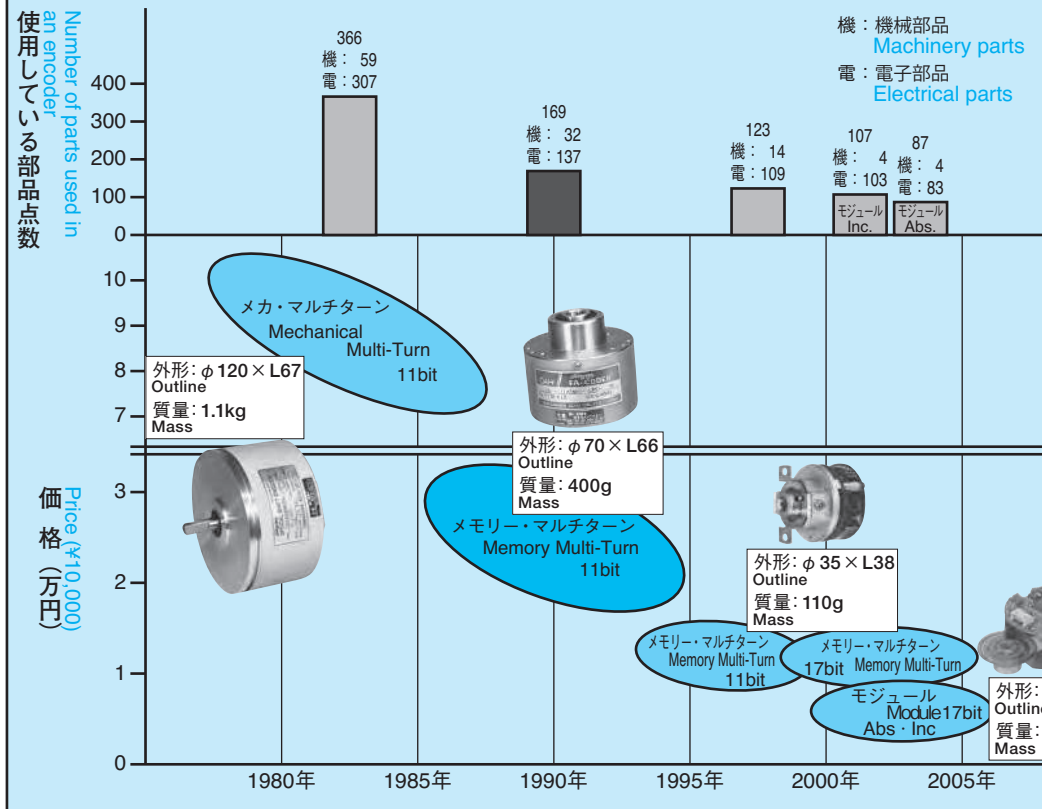 使用している部品点数
Number of parts used in
an encoder
機：機械部品
Machinery parts
電：電子部品
Electrical parts
400
300
200
100
0
366
機： 59
電：307
169
機： 32
電：137
123
機： 14
電：109
107
機： 4
電：103
モジュール
Inc.
87
機： 4
電：83
モジュール
Abs.
価格（万円）
Price (¥10,000)
10
9
8
7
3
2
1
0
メカ・マルチターン
Mechanical
Multi-Turn
11bit
外形：φ120×L67
Outline
質量：1.1kg
Mass
外形：φ70×L66
Outline
質量：400g
Mass
メモリー・マルチターン
Memory Multi-Turn
11bit
外形：φ35×L38
Outline
質量：110g
Mass
メモリー・マルチターン
Memory Multi-Turn
11bit
メモリー・マルチターン
17bit Memory Multi-Turn
モジュール
Module17bit
Abs・Inc
外形：
Outline
質量：
Mass
1980年
1985年
1990年
1995年
2000年
2005年